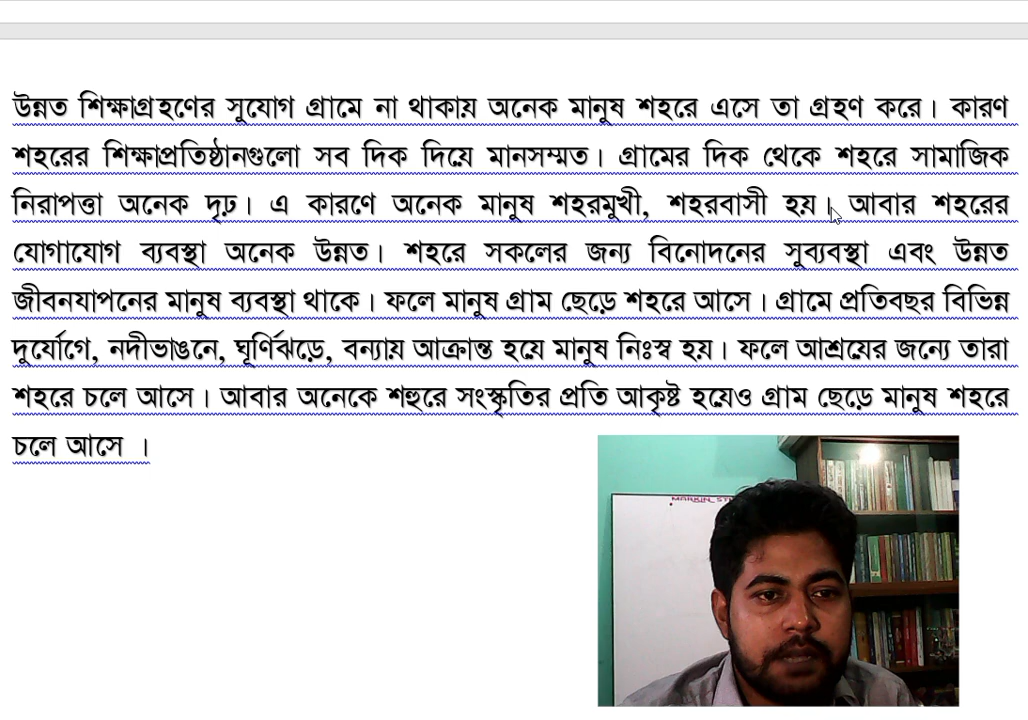 উন্নত শিক্ষাগ্রহণের সুযোগ গ্রামে না থাকায় অনেক মানুষ শহরে এসে তা গ্রহণ করে। কারণ
শহরের শিক্ষাপ্রতিষ্ঠানগুলো সব দিক দিয়ে মানসম্মত। গ্রামের দিক থেকে শহরে সামাজিক
নিরাপত্তা অনেক দৃঢ়। এ কারণে অনেক মানুষ শহরমুখী, শহরবাসী হয়। আবার শহরের
যোগাযোগ ব্যবস্থা অনেক উন্নত। শহরে সকলের জন্য বিনোদনের সুব্যবস্থা এবং উন্নত
জীবনযাপনের মানুষ ব্যবস্থা থাকে। ফলে মানুষ গ্রাম ছেড়ে শহরে আসে। গ্রামে প্রতিবছর বিভিন্ন
দুর্যোগে, নদীভাঙনে, ঘূর্ণিঝড়ে, বন্যায় আক্রান্ত হয়ে মানুষ নিঃস্ব হয়। ফলে আশ্রয়ের জন্যে তারা
শহরে চলে আসে। আবার অনেকে শহুরে সংস্কৃতির প্রতি আকৃষ্ট হয়েও গ্রাম ছেড়ে মানুষ শহরে
চলে আসে ।